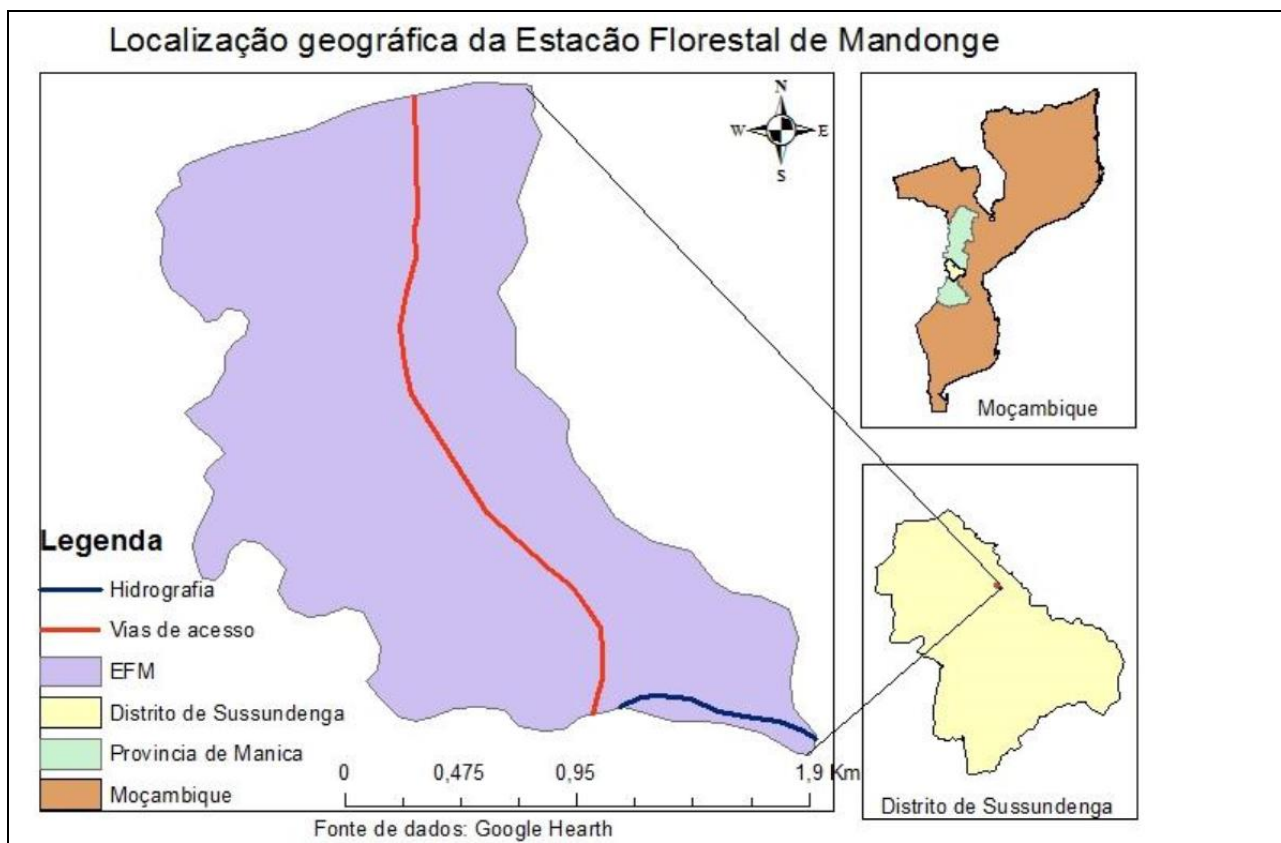 Localização geográfica da Estacão Florestal de Mandonge
N
W
E
S
Moçambique
Legenda
Hidrografia
Vias de acesso
EFM
Distrito de Sussundenga
Provincia de Manica
Moçambique
0 0,475 0,95 1,9 Km
Fonte de dados: Google Hearth
Distrito de Sussundenga